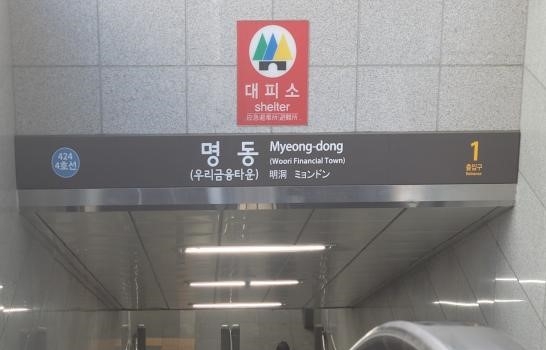 대피소
shelter
424
4호선
명동
(우리금융타운)
Myeong-dong
(Woori Financial Town)
明洞 ミョンドン
1
출입구
Entrance